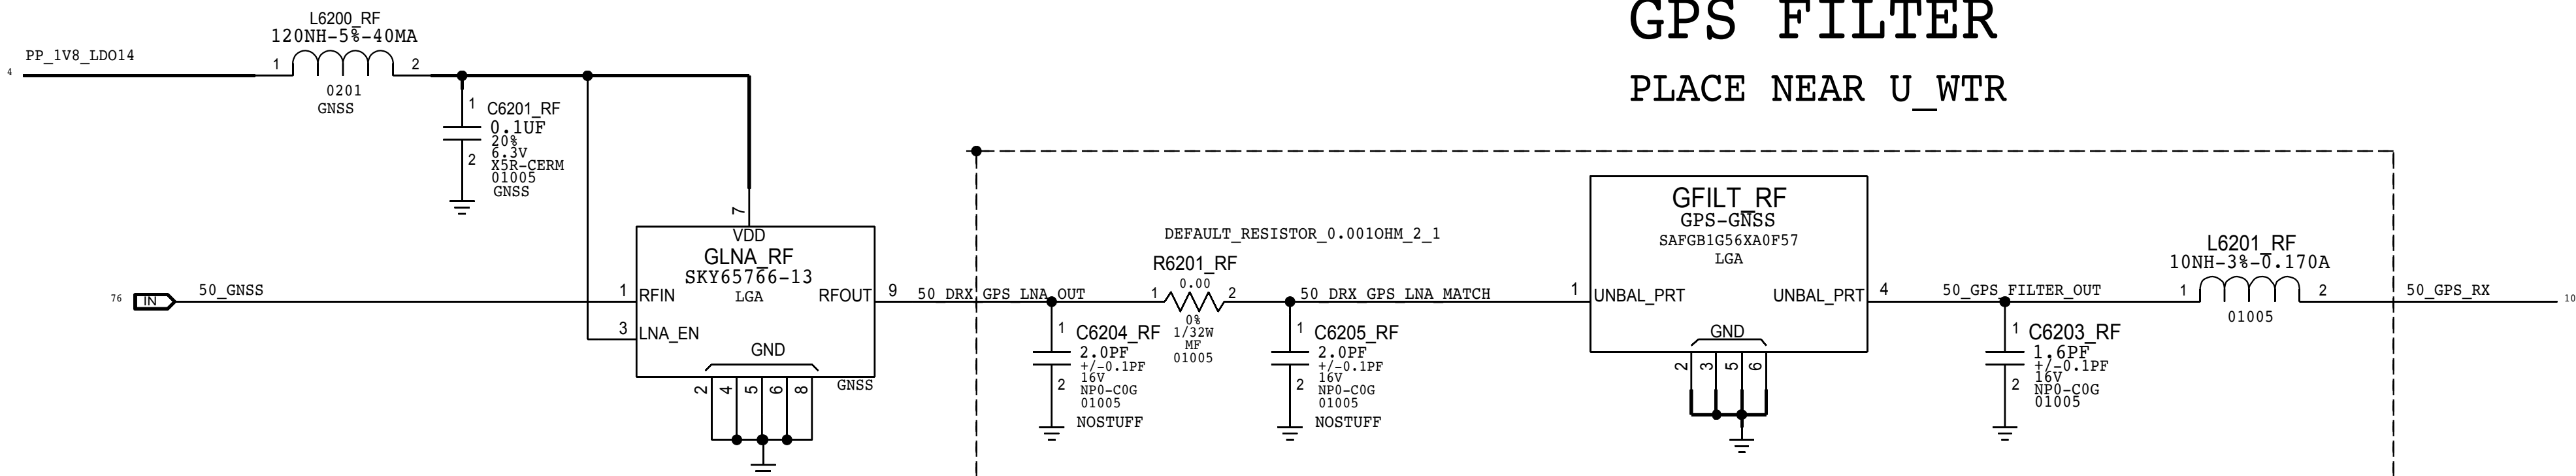 GPS FILTER
PLACE NEAR U_WTR
L6200_RF
120NH-5%-40MA
4
PP_1V8_LDO14
1
2
0201
GNSS
1
C6201_RF
0.1UF
20%
6.3V
X5R-CERM
01005
GNSS
2
7
VDD
GLNA_RF
SKY65766-13
LGA
76
IN
50_GNSS
1
RFIN
RFOUT
9
3
LNA_EN
GND
GNSS
2
4
5
6
8
50_DRX_GPS_LNA_OUT
1
C6204_RF
2.0PF
+/-0.1PF
16V
NP0-C0G
01005
2
NOSTUFF
DEFAULT_RESISTOR_0.001OHM_2_1
R6201_RF
0.00
1
2
0%
1/32W
MF
01005
50_DRX_GPS_LNA_MATCH
1
C6205_RF
2.0PF
+/-0.1PF
16V
NP0-C0G
01005
2
NOSTUFF
GFILT_RF
GPS-GNSS
SAFGB1G56XA0F57
LGA
1
UNBAL_PRT
UNBAL_PRT
4
GND
2
3
5
6
50_GPS_FILTER_OUT
1
C6203_RF
1.6PF
+/-0.1PF
16V
NP0-C0G
01005
2
L6201_RF
10NH-3%-0.170A
1
2
01005
50_GPS_RX
10